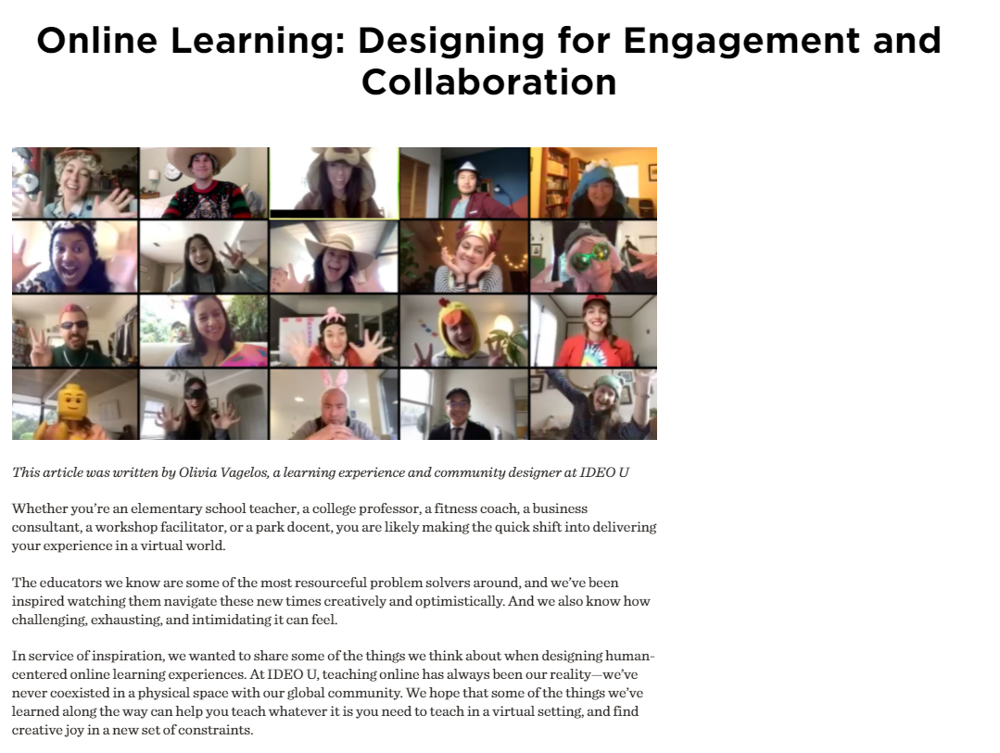 Online Learning: Designing for Engagement and
Collaboration
This article was written by Olivia Vagelos, a learning experience and community designer at IDEO U
Whether you’re an elementary school teacher, a college professor, a fitness coach, a business
consultant, a workshop facilitator, or a park docent, you are likely making the quick shift into delivering
your experience in a virtual world.
The educators we know are some of the most resourceful problem solvers around, and we’ve been
inspired watching them navigate these new times creatively and optimistically. And we also know how
challenging, exhausting, and intimidating it can feel.
In service of inspiration, we wanted to share some of the things we think about when designing human-
centered online learning experiences. At IDEO U, teaching online has always been our reality—we’ve
never coexisted in a physical space with our global community. We hope that some of the things we’ve
learned along the way can help you teach whatever it is you need to teach in a virtual setting, and find
creative joy in a new set of constraints.